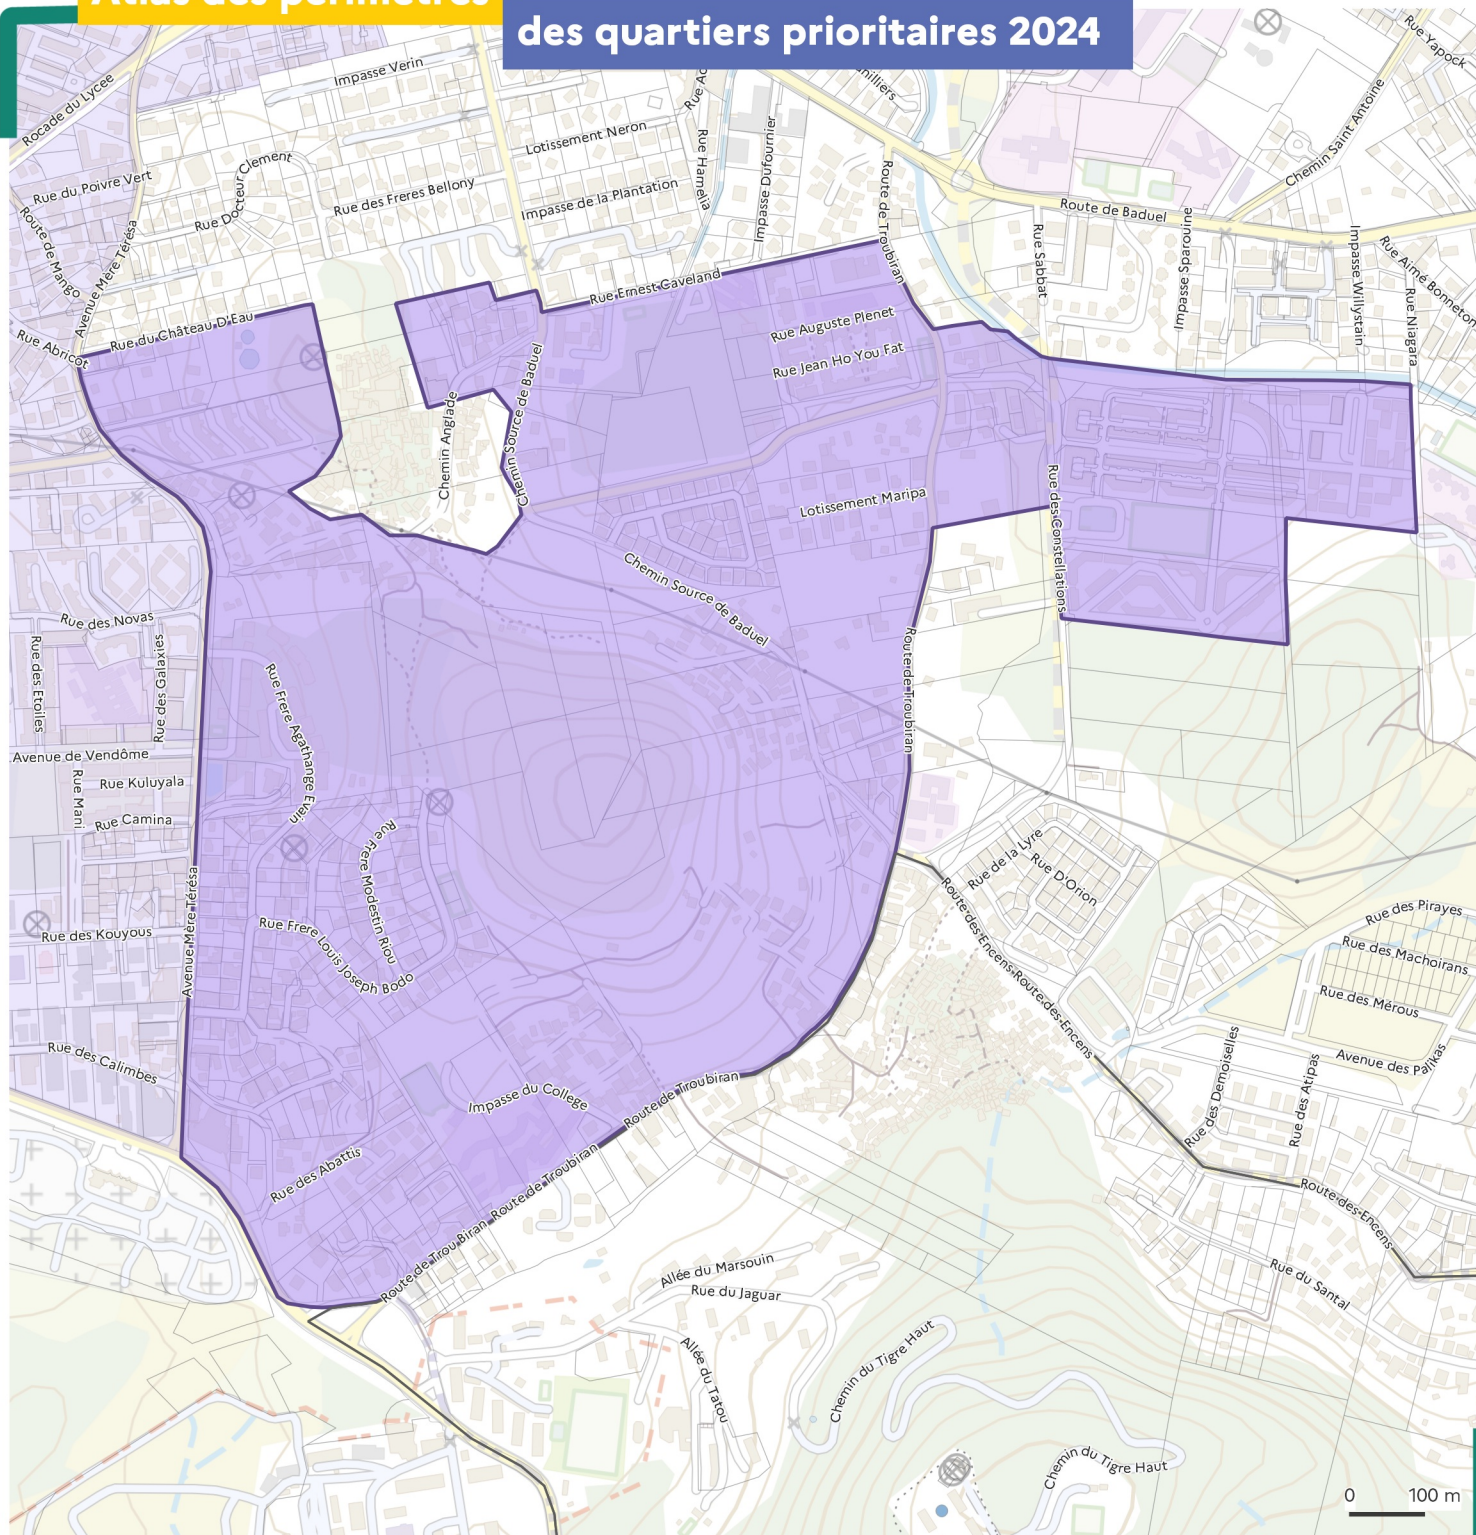 Atlas des périmètres
des quartiers prioritaires 2024
Rue Yapock
Impasse Verin
Rocade du Lycee
Lotissement Neron
Rue Hamelia
Impasse Dufournier
Chemin Saint Antoine
Rue du Poivre Vert
Rue Docteur Clement
Rue des Freres Bellony
Impasse de la Plantation
Route de Troubiran
Route de Baduel
Route de Mango
Avenue Mère Térésa
Rue Sabbat
Impasse Sparouine
Impasse Willystain
Rue Aimé Bonneton
Rue Niagara
Rue Ernest Caveland
Rue du Château D'Eau
Rue Abricot
Rue Auguste Plenet
Rue Jean Ho You Fat
Chemin Anglade
Chemin Source de Baduel
Lotissement Maripa
Rue des Constellations
Chemin Source de Baduel
Rue des Novas
Rue des Etoiles
Rue des Galaxies
Route de Troubiran
Rue Frere Agathange Evain
Avenue de Vendôme
Rue Kuluyala
Rue Mani
Rue Camina
Rue Frere Modestin Riou
Rue de la Lyre
Rue D'Orion
Avenue Mère Térésa
Rue des Kouyous
Rue Frere Louis Joseph Bodo
Route des Encens
Route des Encens
Rue des Pirayes
Rue des Machoirans
Rue des Mérous
Avenue des Palikas
Rue des Calimbes
Impasse du College
Route de Troubiran
Rue des Demoiselles
Rue des Atipas
Rue des Abattis
Route de Troubiran
Route de Trou Biran
Route des Encens
Allée du Marsouin
Rue du Jaguar
Rue du Santal
Allée du Tatou
Chemin du Tigre Haut
Chemin du Tigre Haut
0 100 m